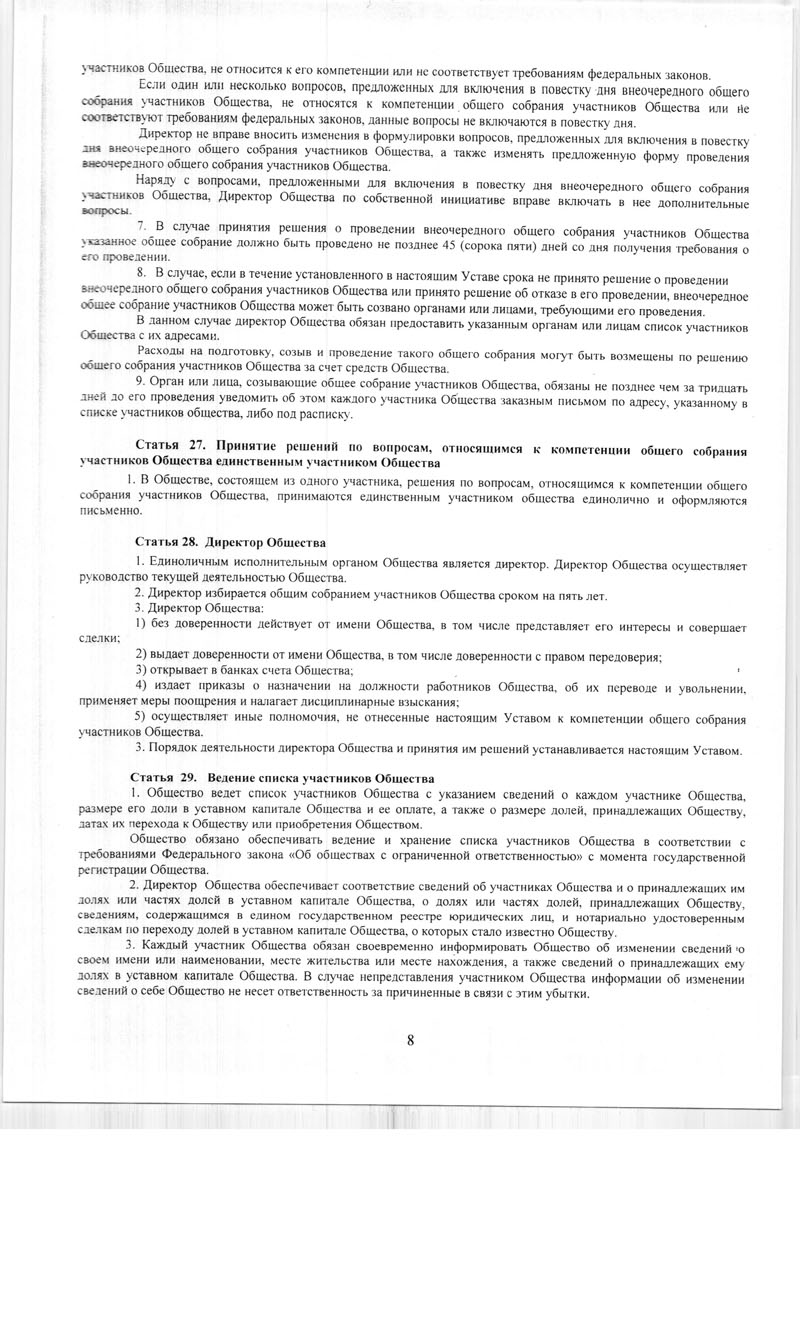 участников Общества, не относится к его компетенции или не соответствует требованиям федеральных законов.
Если один или несколько вопросов, предложенных для включения в повестку дня внеочередного общего
собрания участников Общества, не относятся к компетенции общего собрания участников Общества или не
соответствуют требованиям федеральных законов, данные вопросы не включаются в повестку дня.
Директор не вправе вносить изменения в формулировки вопросов, предложенных для включения в повестку
дня внеочередного общего собрания участников Общества, а также изменять предложенную форму проведения
внеочередного общего собрания участников Общества.
Наряду с вопросами, предложенными для включения в повестку дня внеочередного общего собрания
участников Общества, Директор Общества по собственной инициативе вправе включать в нее дополнительные
вопросы.
7. В случае принятия решения о проведении внеочередного общего собрания участников Общества
указанное общее собрание должно быть проведено не позднее 45 (сорока пяти) дней со дня получения требования о
его проведении.
8. В случае, если в течение установленного в настоящим Уставе срока не принято решение о проведении
внеочередного общего собрания участников Общества или принято решение об отказе в его проведении, внеочередное
общее собрание участников Общества может быть созвано органами или лицами, требующими его проведения.
В данном случае директор Общества обязан предоставить указанным органам или лицам список участников
Общества с их адресами.
Расходы на подготовку, созыв и проведение такого общего собрания могут быть возмещены по решению
общего собрания участников Общества за счет средств Общества.
9. Орган или лица, созывающие общее собрание участников Общества, обязаны не позднее чем за тридцать
дней до его проведения уведомить об этом каждого участника Общества заказным письмом по адресу, указанному в
списке участников общества, либо под расписку.
Статья 27. Принятие решений по вопросам, относящимся к компетенции общего собрания
участников Общества единственным участником Общества
1. В Обществе, состоящем из одного участника, решения по вопросам, относящимся к компетенции общего
собрания участников Общества, принимаются единственным участником общества единолично и оформляются
письменно.
Статья 28. Директор Общества
1. Единоличным исполнительным органом Общества является директор. Директор Общества осуществляет
руководство текущей деятельностью Общества.
2. Директор избирается общим собранием участников Общества сроком на пять лет.
3. Директор Общества:
1) без доверенности действует от имени Общества, в том числе представляет его интересы и совершает
сделки;
2) выдает доверенности от имени Общества, в том числе доверенности с правом передоверия;
3) открывает в банках счета Общества;
4) издает приказы о назначении на должности работников Общества, об их переводе и увольнении,
применяет меры поощрения и налагает дисциплинарные взыскания;
5) осуществляет иные полномочия, не отнесенные настоящим Уставом к компетенции общего собрания
участников Общества.
3. Порядок деятельности директора Общества и принятия им решений устанавливается настоящим Уставом.
Статья 29. Ведение списка участников Общества
1. Общество ведет список участников Общества с указанием сведений о каждом участнике Общества,
размере его доли в уставном капитале Общества и ее оплате, а также о размере долей, принадлежащих Обществу,
датах их перехода к Обществу или приобретения Обществом.
Общество обязано обеспечивать ведение и хранение списка участников Общества в соответствии с
требованиями Федерального закона «Об обществах с ограниченной ответственностью» с момента государственной
регистрации Общества.
2. Директор Общества обеспечивает соответствие сведений об участниках Общества и о принадлежащих им
долях или частях долей в уставном капитале Общества, о долях или частях долей, принадлежащих Обществу,
сведениям, содержащимся в едином государственном реестре юридических лиц, и нотариально удостоверенным
сделкам по переходу долей в уставном капитале Общества, о которых стало известно Обществу.
3. Каждый участник Общества обязан своевременно информировать Общество об изменении сведений о
своем имени или наименовании, месте жительства или месте нахождения, а также сведений о принадлежащих ему
долях в уставном капитале Общества. В случае непредставления участником Общества информации об изменении
сведений о себе Общество не несет ответственность за причиненные в связи с этим убытки.
8